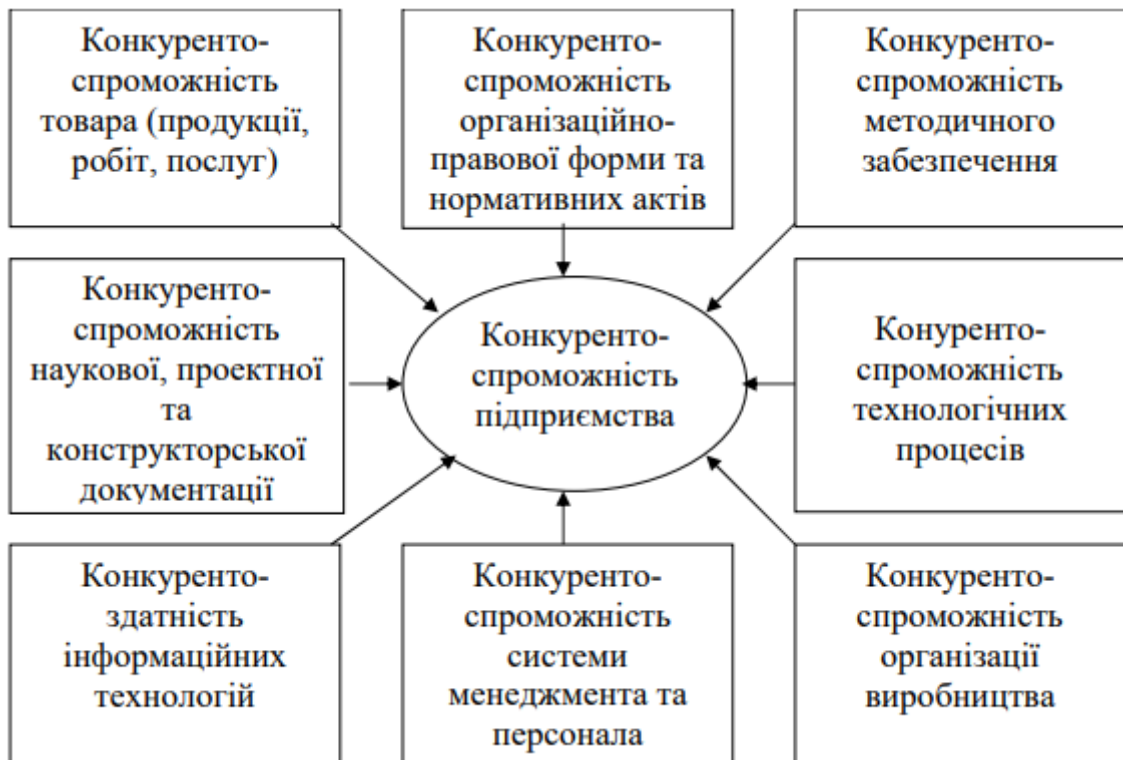 Конкуренто-
спроможність
товара (продукції,
робіт, послуг)
Конкуренто-
спроможність
організаційно-
правової форми та
нормативних актів
Конкуренто-
спроможність
методичного
забезпечення
Конкуренто-
спроможність
наукової, проектної
та
конструкторської
документації
Конкуренто-
спроможність
підприємства
Конуренто-
спроможність
технологічних
процесів
Конкуренто-
здатність
інформаційних
технологій
Конкуренто-
спроможність
системи
менеджмента та
персонала
Конкуренто-
спроможність
організації
виробництва